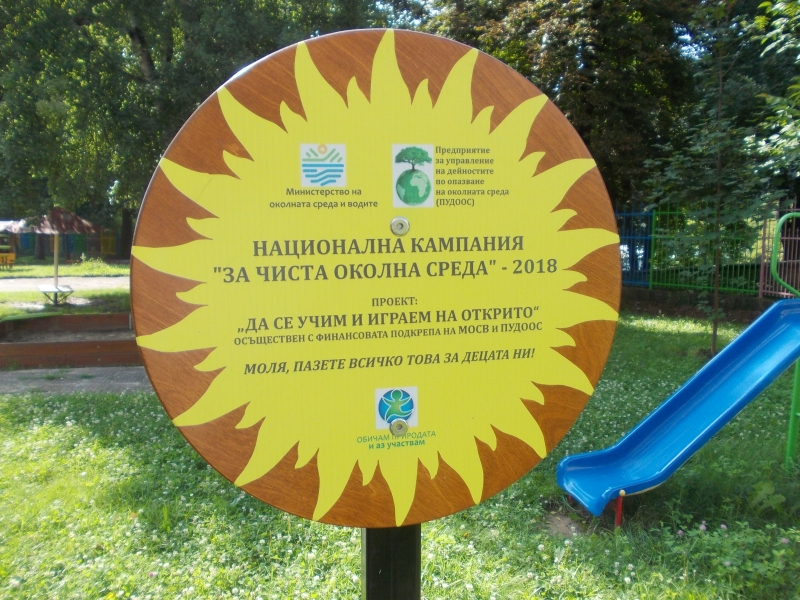 Министерство на
околната среда и водите
Предприятие
за управление
на дейностите
по опазване
на околната среда
(ПУДООС)
НАЦИОНАЛНА КАМПАНИЯ
"ЗА ЧИСТА ОКОЛНА СРЕДА" - 2018
ПРОЕКТ:
„ДА СЕ УЧИМ И ИГРАЕМ НА ОТКРИТО“
ОСЪЩЕСТВЕН С ФИНАНСОВАТА ПОДКРЕПА НА МОСВ И ПУДООС
МОЛЯ, ПАЗЕТЕ ВСИЧКО ТОВА ЗА ДЕЦАТА НИ!
ОБИЧАМ ПРИРОДАТА
и аз участвам